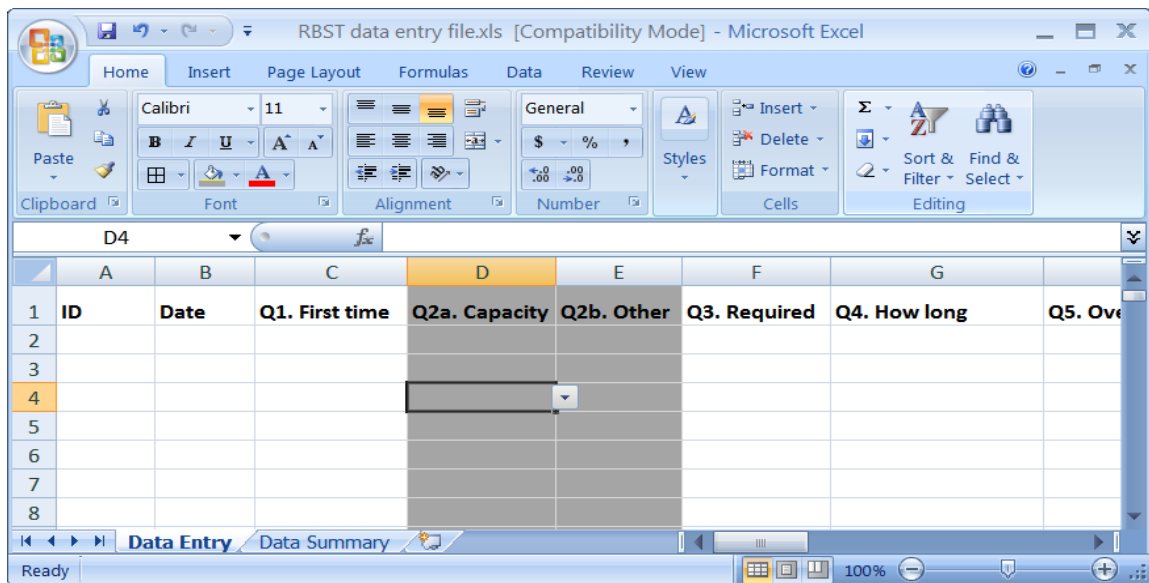 RBST data entry file.xls [Compatibility Mode] - Microsoft Excel
Home Insert Page Layout Formulas Data Review View
Calibri 11 General Insert
Paste B I U A A $ % , Styles Delete
A .00 .00 Format Sort & Filter Find & Select
Clipboard Font Alignment Number Cells Editing
D4 fx
A B C D E F G
1 ID Date Q1. First time Q2a. Capacity Q2b. Other Q3. Required Q4. How long Q5. Ove
2
3
4
5
6
7
8
Data Entry Data Summary
Ready 100%